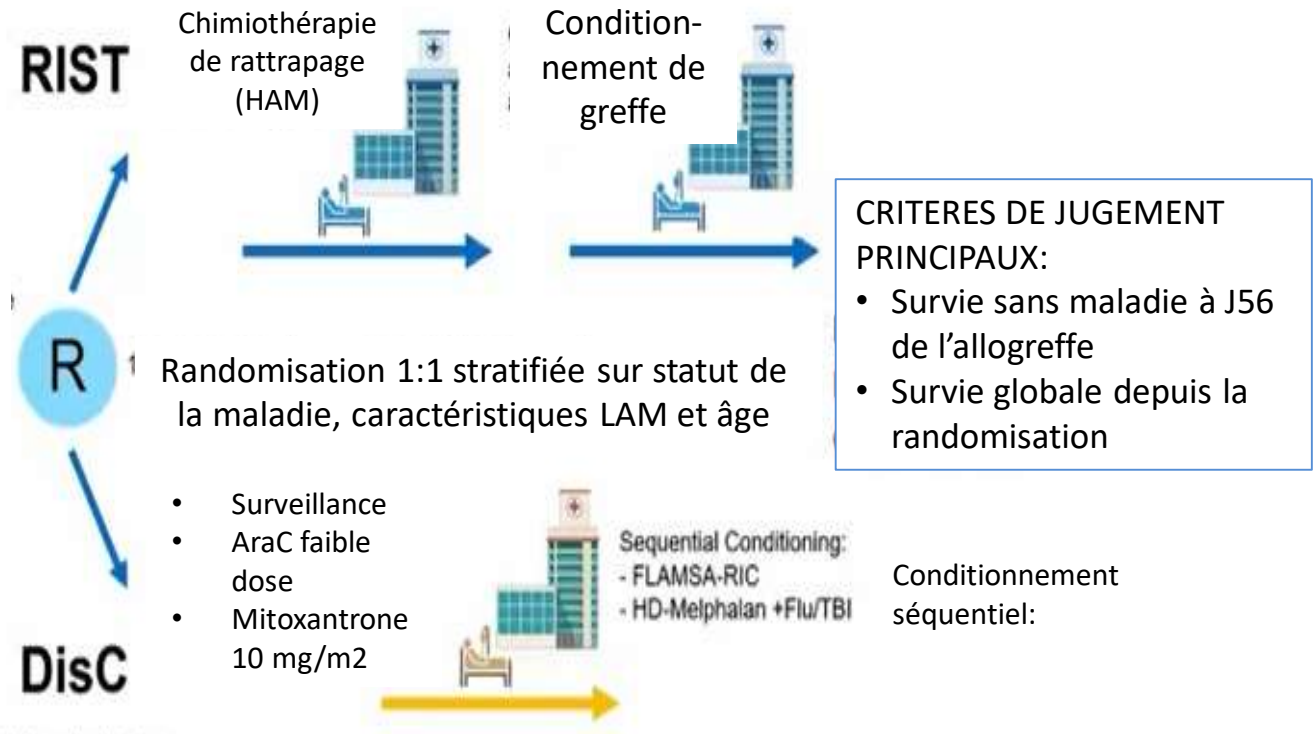 RIST
Chimiothérapie
de rattrapage
(HAM)
Condition-
nement de
greffe
CRITERES DE JUGEMENT
PRINCIPAUX:
• Survie sans maladie à J56
de l’allogreffe
• Survie globale depuis la
randomisation
R
Randomisation 1:1 stratifiée sur statut de
la maladie, caractéristiques LAM et âge
• Surveillance
• AraC faible
dose
• Mitoxantrone
10 mg/m2
Sequential Conditioning:
- FLAMSA-RIC
- HD-Melphalan +Flu/TBI
Conditionnement
séquentiel:
DisC